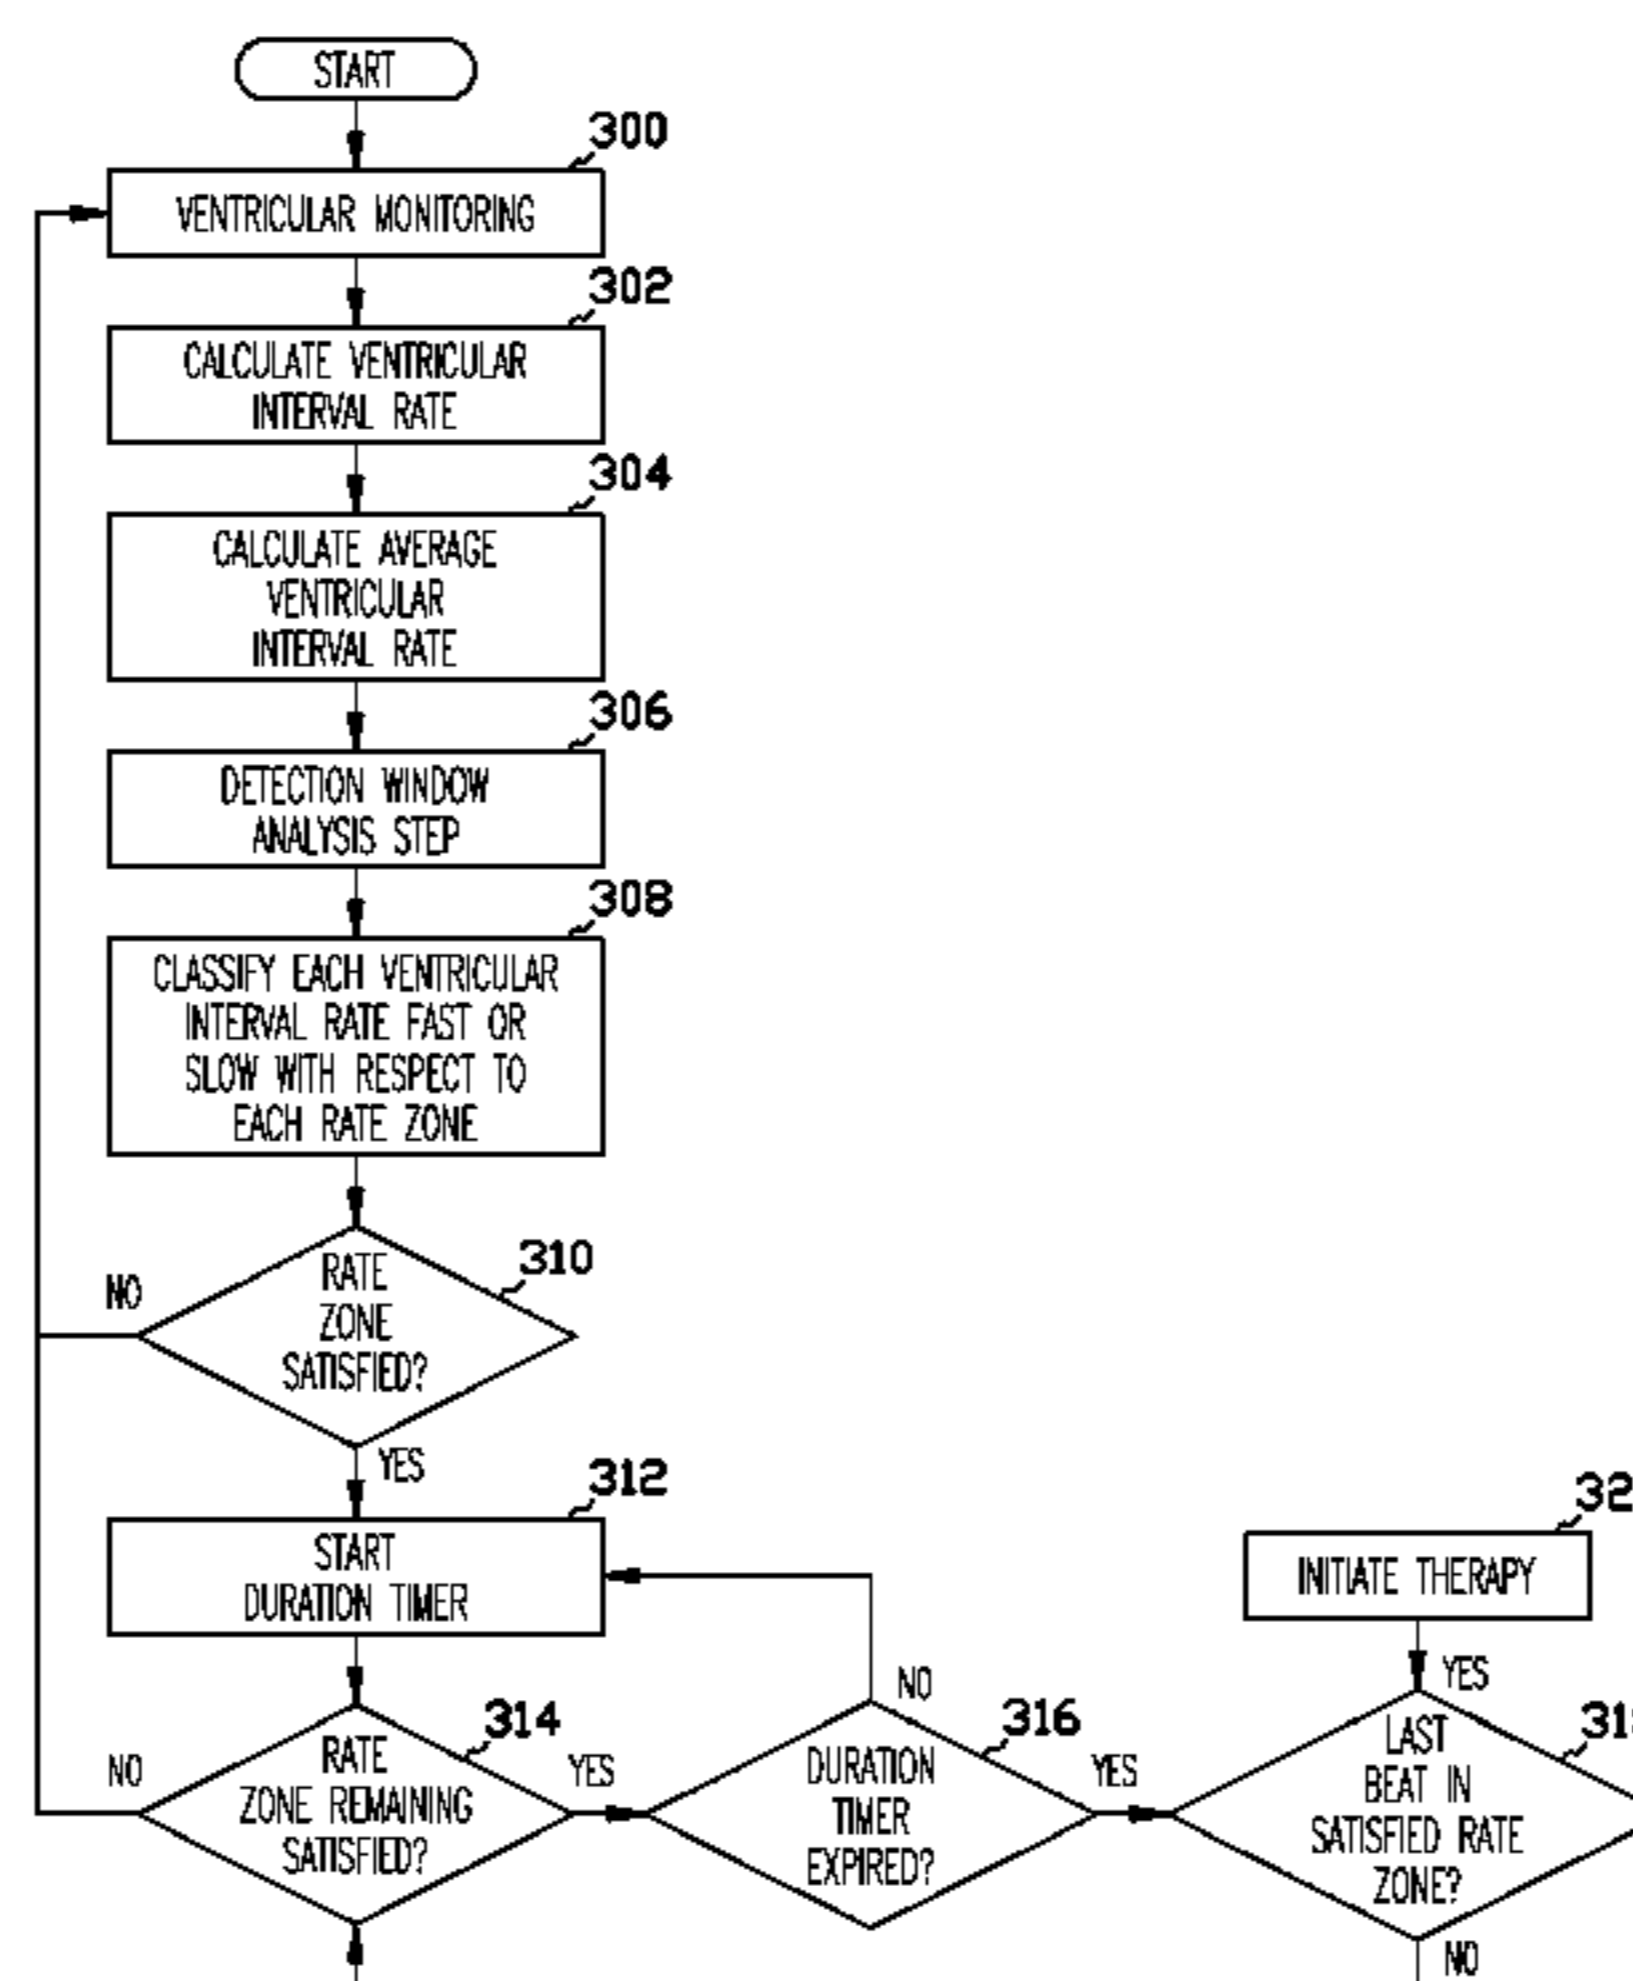 START
300
VENTRICULAR MONITORING
302
CALCULATE VENTRICULAR
INTERVAL RATE
304
CALCULATE AVERAGE
VENTRICULAR
INTERVAL RATE
306
DETECTION WINDOW
ANALYSIS STEP
308
CLASSIFY EACH VENTRICULAR
INTERVAL RATE FAST OR
SLOW WITH RESPECT TO
EACH RATE ZONE
310
NO
RATE
ZONE
SATISFIED?
YES
312
START
DURATION TIMER
314
NO
RATE
ZONE REMAINING
SATISFIED?
YES
NO
316
DURATION
TIMER
EXPIRED?
YES
INITIATE THERAPY
YES
LAST
BEAT IN
SATISFIED RATE
ZONE?
NO